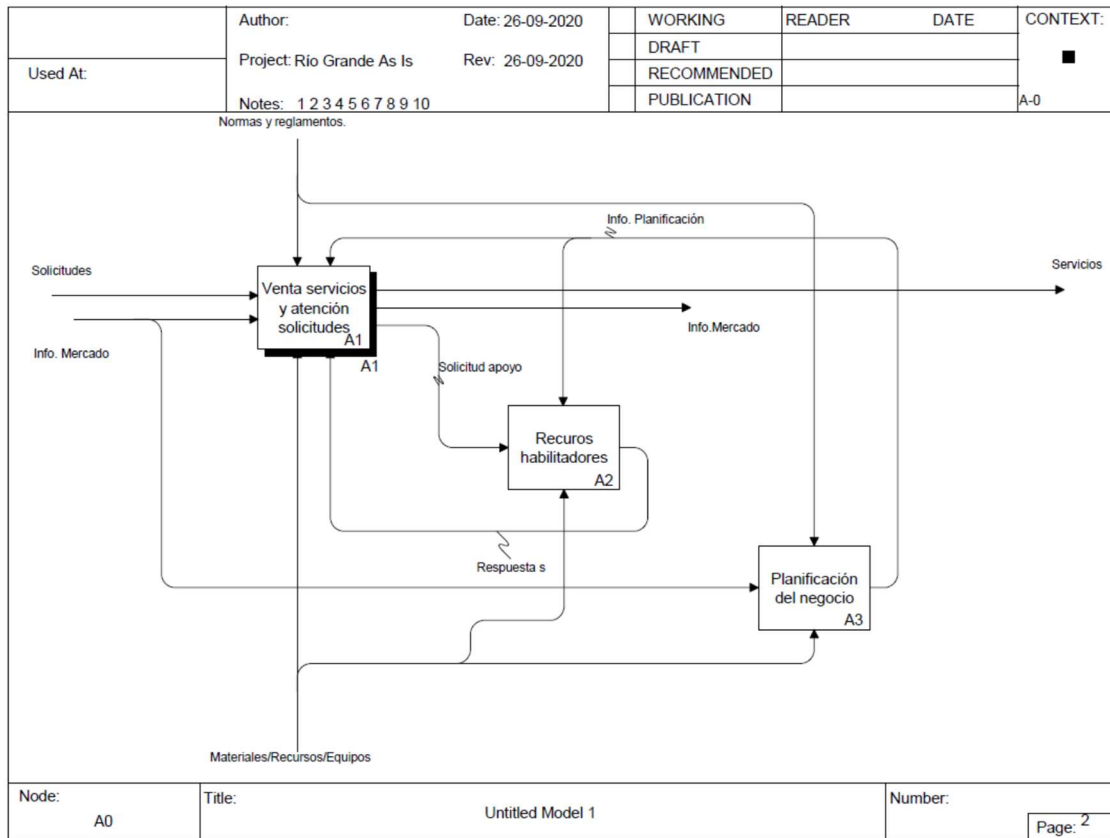 Used At:
Author:
Date: 26-09-2020
Project: Río Grande As Is
Rev: 26-09-2020
Notes: 1 2 3 4 5 6 7 8 9 10
WORKING
DRAFT
RECOMMENDED
PUBLICATION
READER
DATE
CONTEXT:
A-0
Normas y reglamentos.
Info. Planificación
Solicitudes
Servicios
Venta servicios
y atención
solicitudes
A1
A1
Info. Mercado
Info.Mercado
Solicitud apoyo
Recuros
habilitadores
A2
Respuesta s
Planificación
del negocio
A3
Materiales/Recursos/Equipos
Node:
A0
Title:
Untitled Model 1
Number:
Page: 2